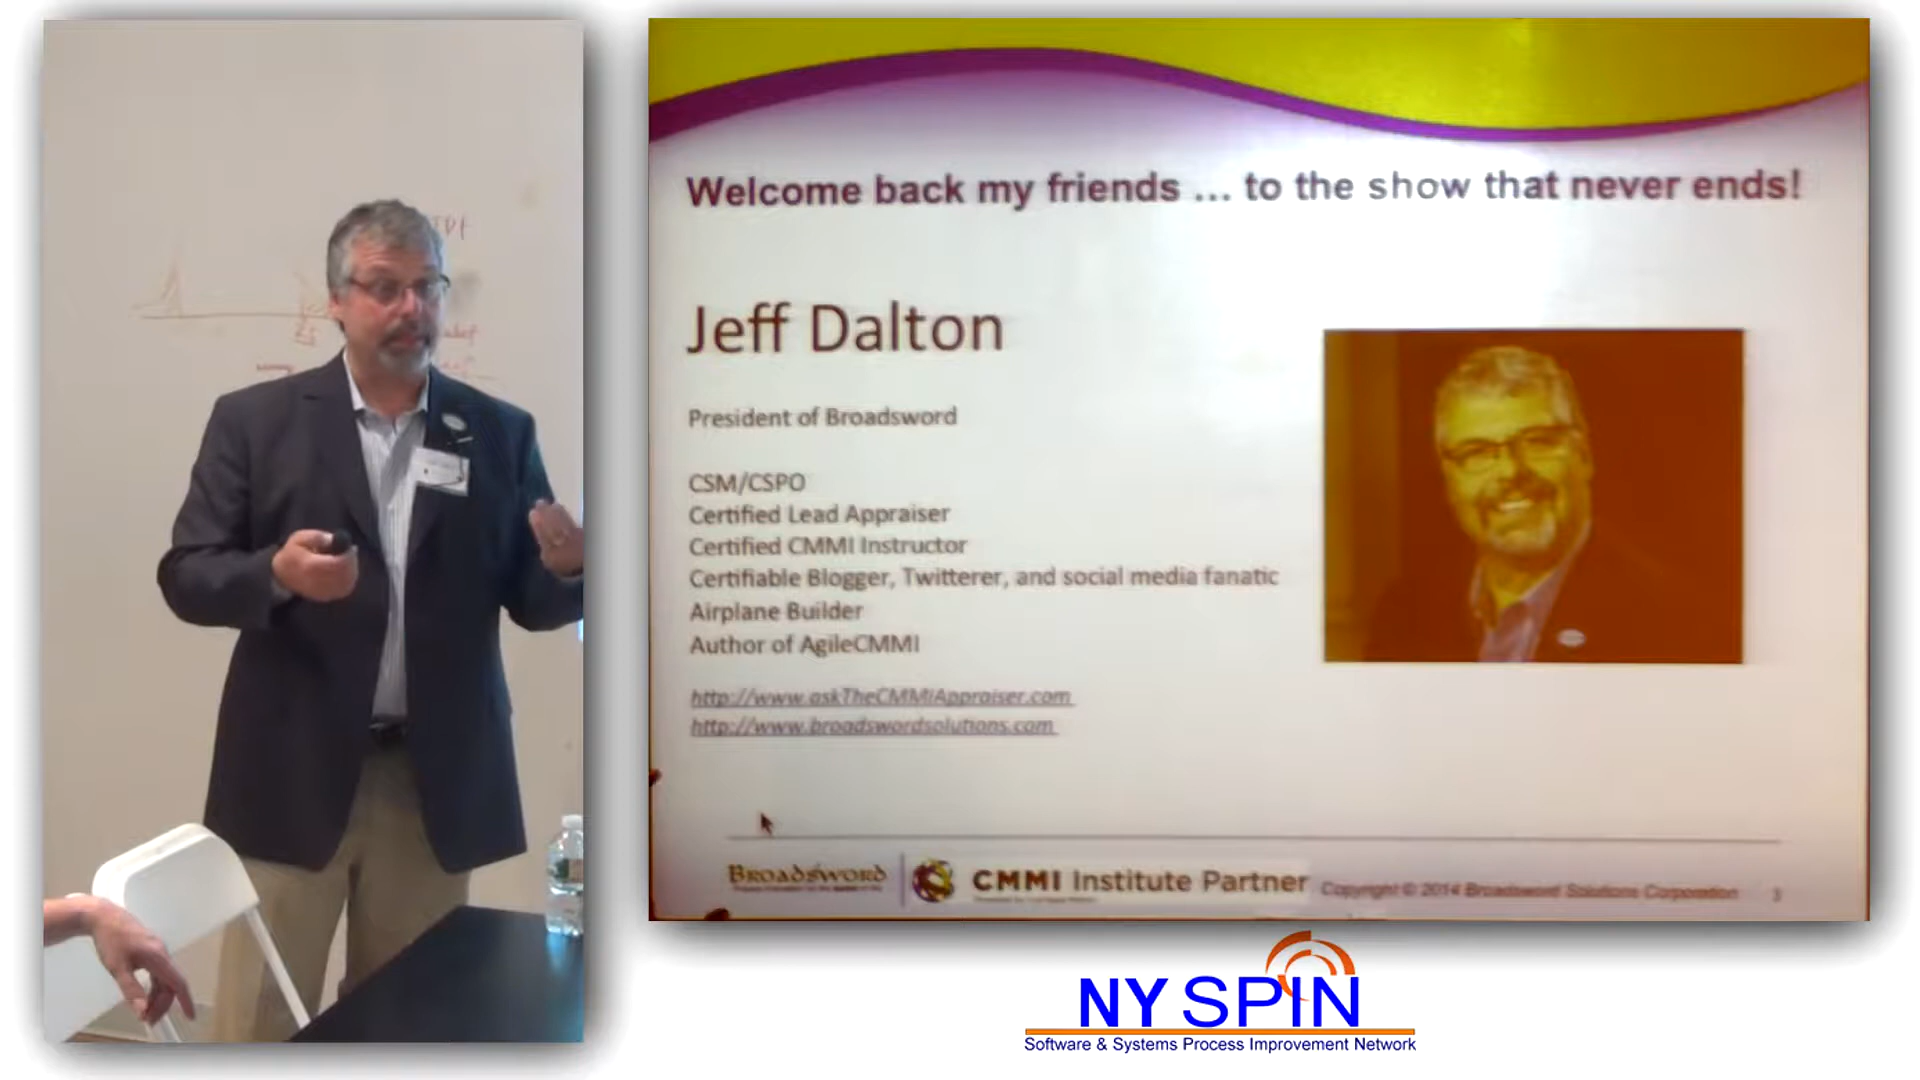 Welcome back my friends ... to the show that never ends!
Jeff Dalton
President of Broadsword
CSM/CSPO
Certified Lead Appraiser
Certified CMMI Instructor
Certifiable Blogger, Twitterer, and social media fanatic
Airplane Builder
Author of AgileCMMI
http://www.askTheCMMIAppraiser.com
http://www.broadswordsolutions.com
BROADSWORD
CMMI Institute Partner
Copyright © 2014 Broadsword Solutions Corporation 3
NY SPIN
Software & Systems Process Improvement Network